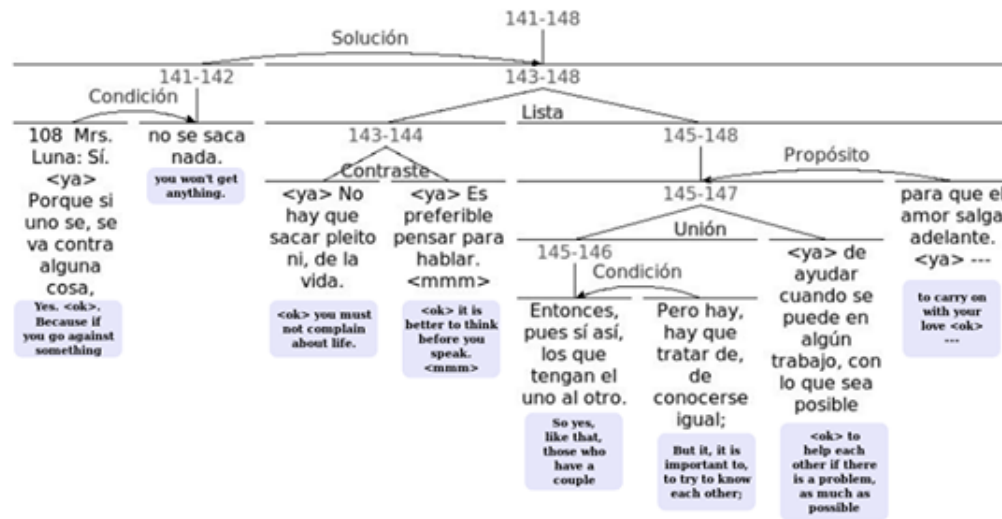 141-148
Solución
141-142
143-148
Condición
Lista
108 Mrs.
Luna: Sí.
<ya>
Porque si
uno se, se
va contra
alguna
cosa,
Yes. <ok>.
Because if
you go against
something
no se saca
nada.
you won't get
anything.
143-144
Contraste
<ya> No
hay que
sacar pleito
ni, de la
vida.
<ok> you must
not complain
about life.
<ya> Es
preferible
pensar para
hablar.
<mmm>
<ok> it is
better to think
before you
speak.
<mmm>
145-148
Propósito
145-147
Unión
145-146
Condición
Entonces,
pues sí así,
los que
tengan el
uno al otro.
So yes,
like that,
those who
have a
couple
Pero hay,
hay que
tratar de,
de
conocerse
igual;
But it, it is
important to,
to try to know
each other;
<ya> de
ayudar
cuando se
puede en
algún
trabajo, con
lo que sea
posible
<ok> to
help each
other if there
is a problem,
as much as
possible
para que el
amor salga
adelante.
<ya> ---
to carry on
with your
love <ok>
---